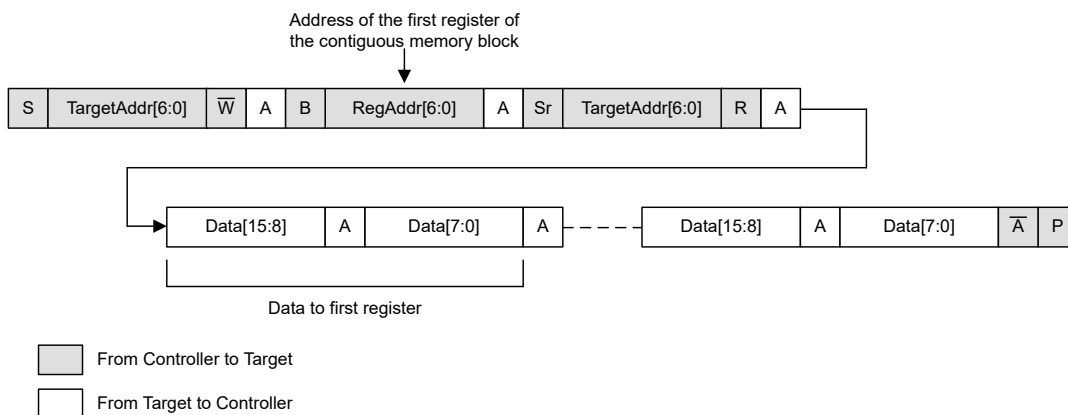 Address of the first register of
the contiguous memory block
S TargetAddr[6:0] W̅ A B RegAddr[6:0] A Sr TargetAddr[6:0] R A
Data[15:8] A Data[7:0] A Data[15:8] A Data[7:0] A̅ P
Data to first register
From Controller to Target
From Target to Controller